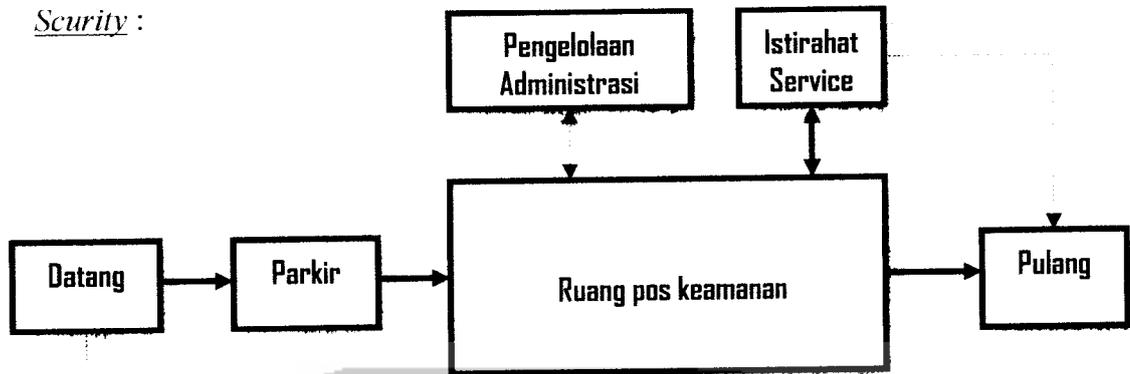 Scurity :
Pengelolaan
Administrasi
Istirahat
Service
Datang
Parkir
Ruang pos keamanan
Pulang